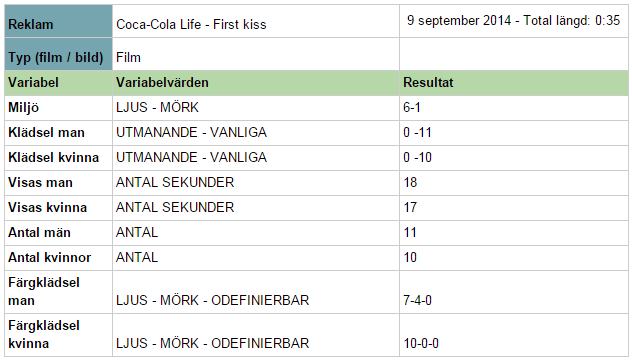 Reklam Coca-Cola Life - First kiss 9 september 2014 - Total längd: 0:35
Typ (film / bild) Film
Variabel Variabelvärden Resultat
Miljö LJUS - MÖRK 6-1
Klädsel man UTMANANDE - VANLIGA 0 -11
Klädsel kvinna UTMANANDE - VANLIGA 0 -10
Visas man ANTAL SEKUNDER 18
Visas kvinna ANTAL SEKUNDER 17
Antal män ANTAL 11
Antal kvinnor ANTAL 10
Färgklädsel
man LJUS - MÖRK - ODEFINIERBAR 7-4-0
Färgklädsel
kvinna LJUS - MÖRK - ODEFINIERBAR 10-0-0